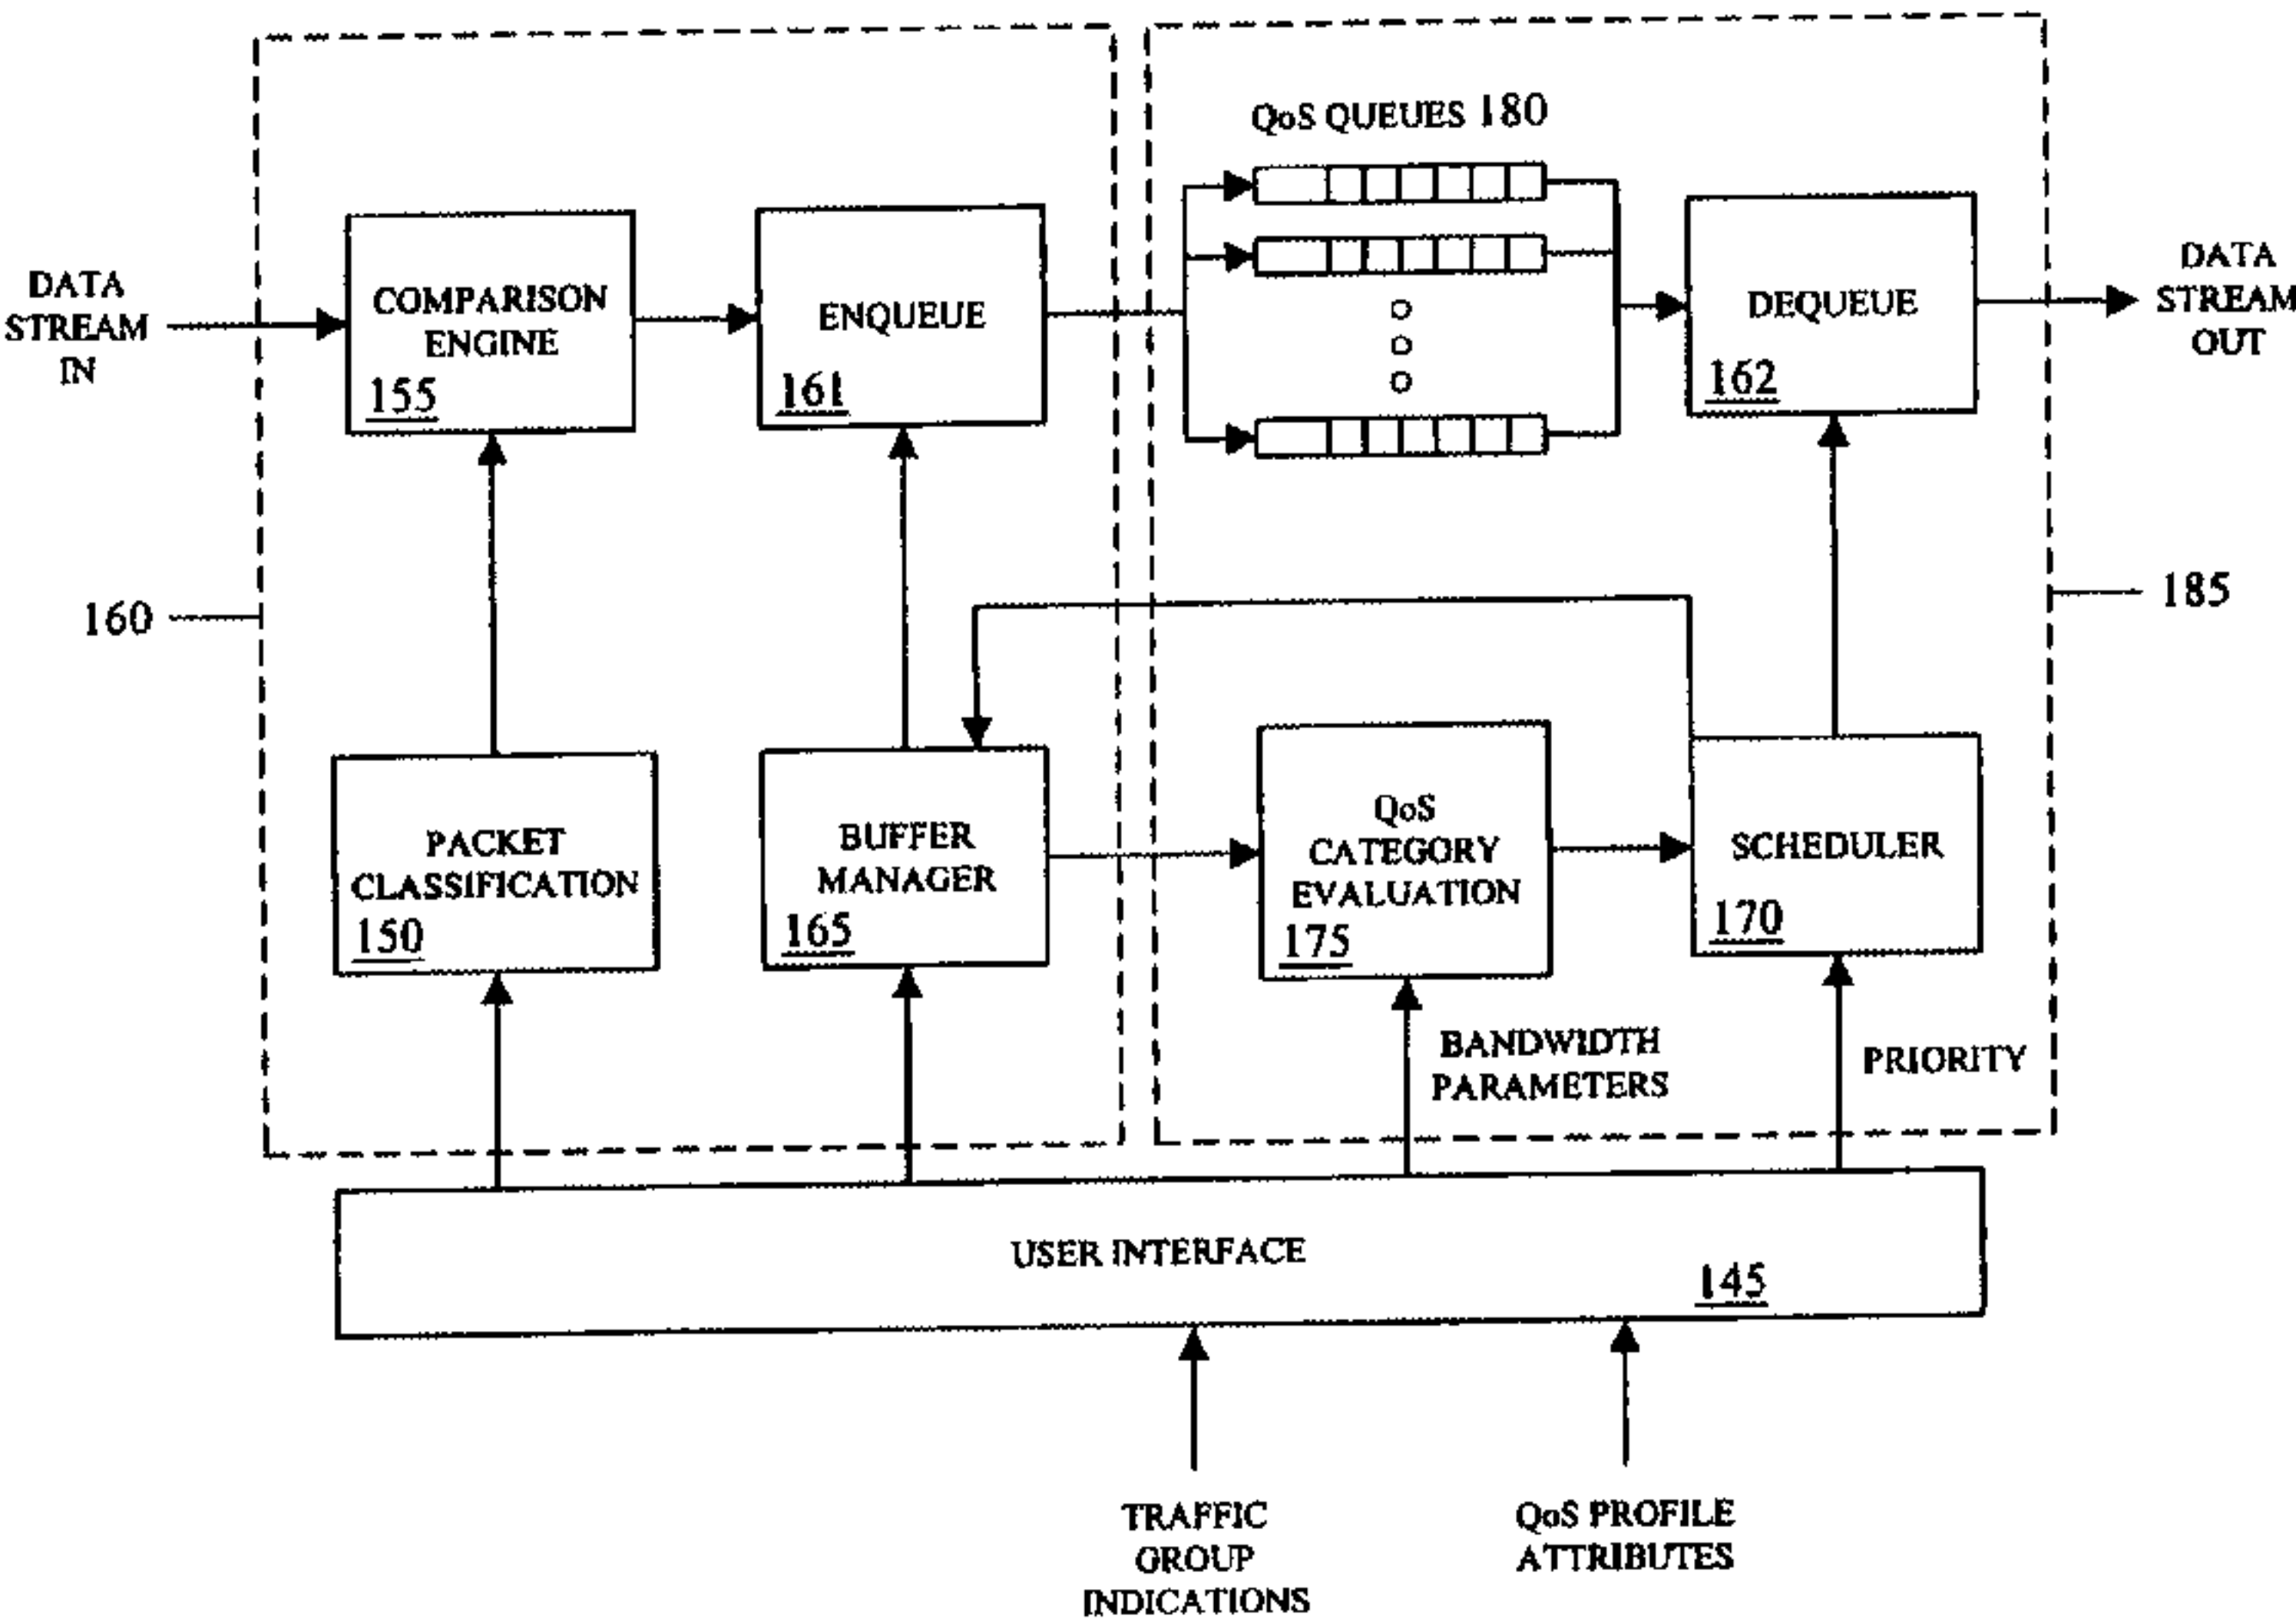 QoS QUEUES 180
DATA
STREAM
IN
COMPARISON
ENGINE
155
ENQUEUE
161
DEQUEUE
162
DATA
STREAM
OUT
160
185
PACKET
CLASSIFICATION
150
BUFFER
MANAGER
165
QoS
CATEGORY
EVALUATION
175
SCHEDULER
170
BANDWIDTH
PARAMETERS
PRIORITY
USER INTERFACE
145
TRAFFIC
GROUP
INDICATIONS
QoS PROFILE
ATTRIBUTES